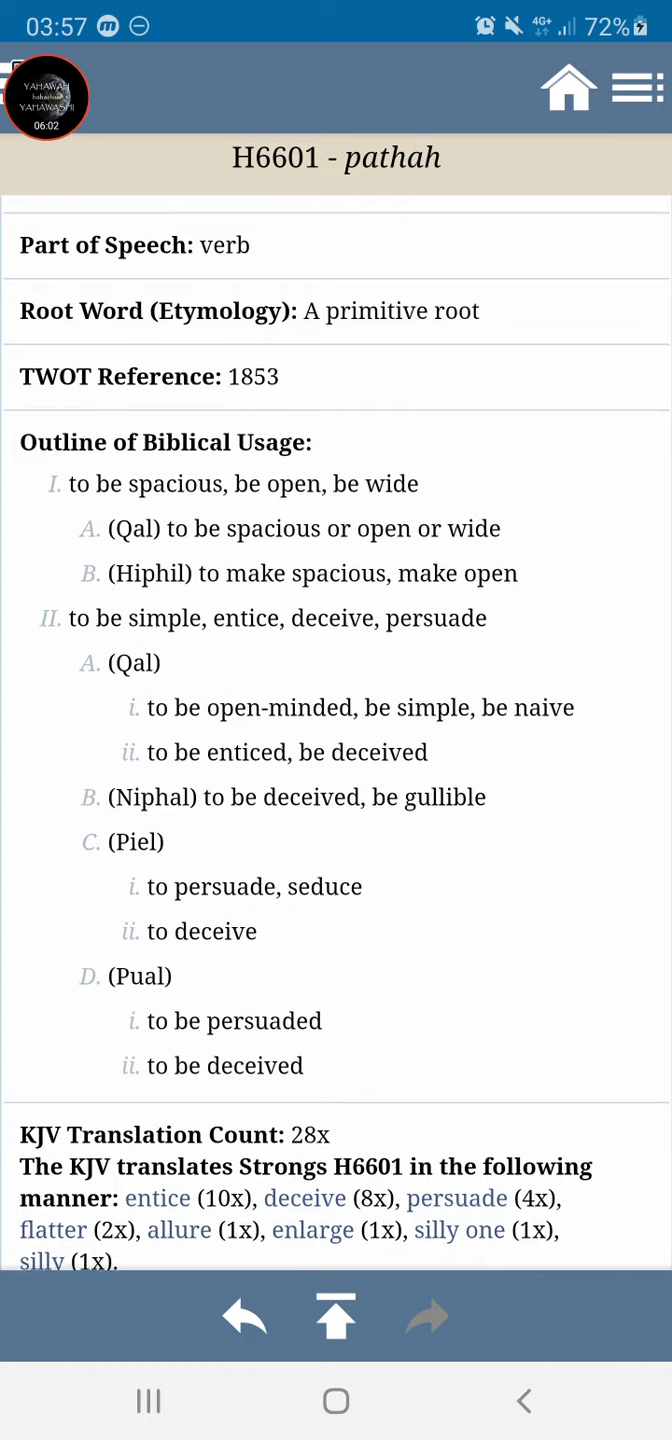 03:57 4G+ 72%
YAHAWAH
bahasham
YAHAWASHI
06:02
H6601 - pathah
Part of Speech: verb
Root Word (Etymology): A primitive root
TWOT Reference: 1853
Outline of Biblical Usage:
I. to be spacious, be open, be wide
A. (Qal) to be spacious or open or wide
B. (Hiphil) to make spacious, make open
II. to be simple, entice, deceive, persuade
A. (Qal)
i. to be open-minded, be simple, be naive
ii. to be enticed, be deceived
B. (Niphal) to be deceived, be gullible
C. (Piel)
i. to persuade, seduce
ii. to deceive
D. (Pual)
i. to be persuaded
ii. to be deceived
KJV Translation Count: 28x
The KJV translates Strongs H6601 in the following
manner: entice (10x), deceive (8x), persuade (4x),
flatter (2x), allure (1x), enlarge (1x), silly one (1x),
silly (1x).